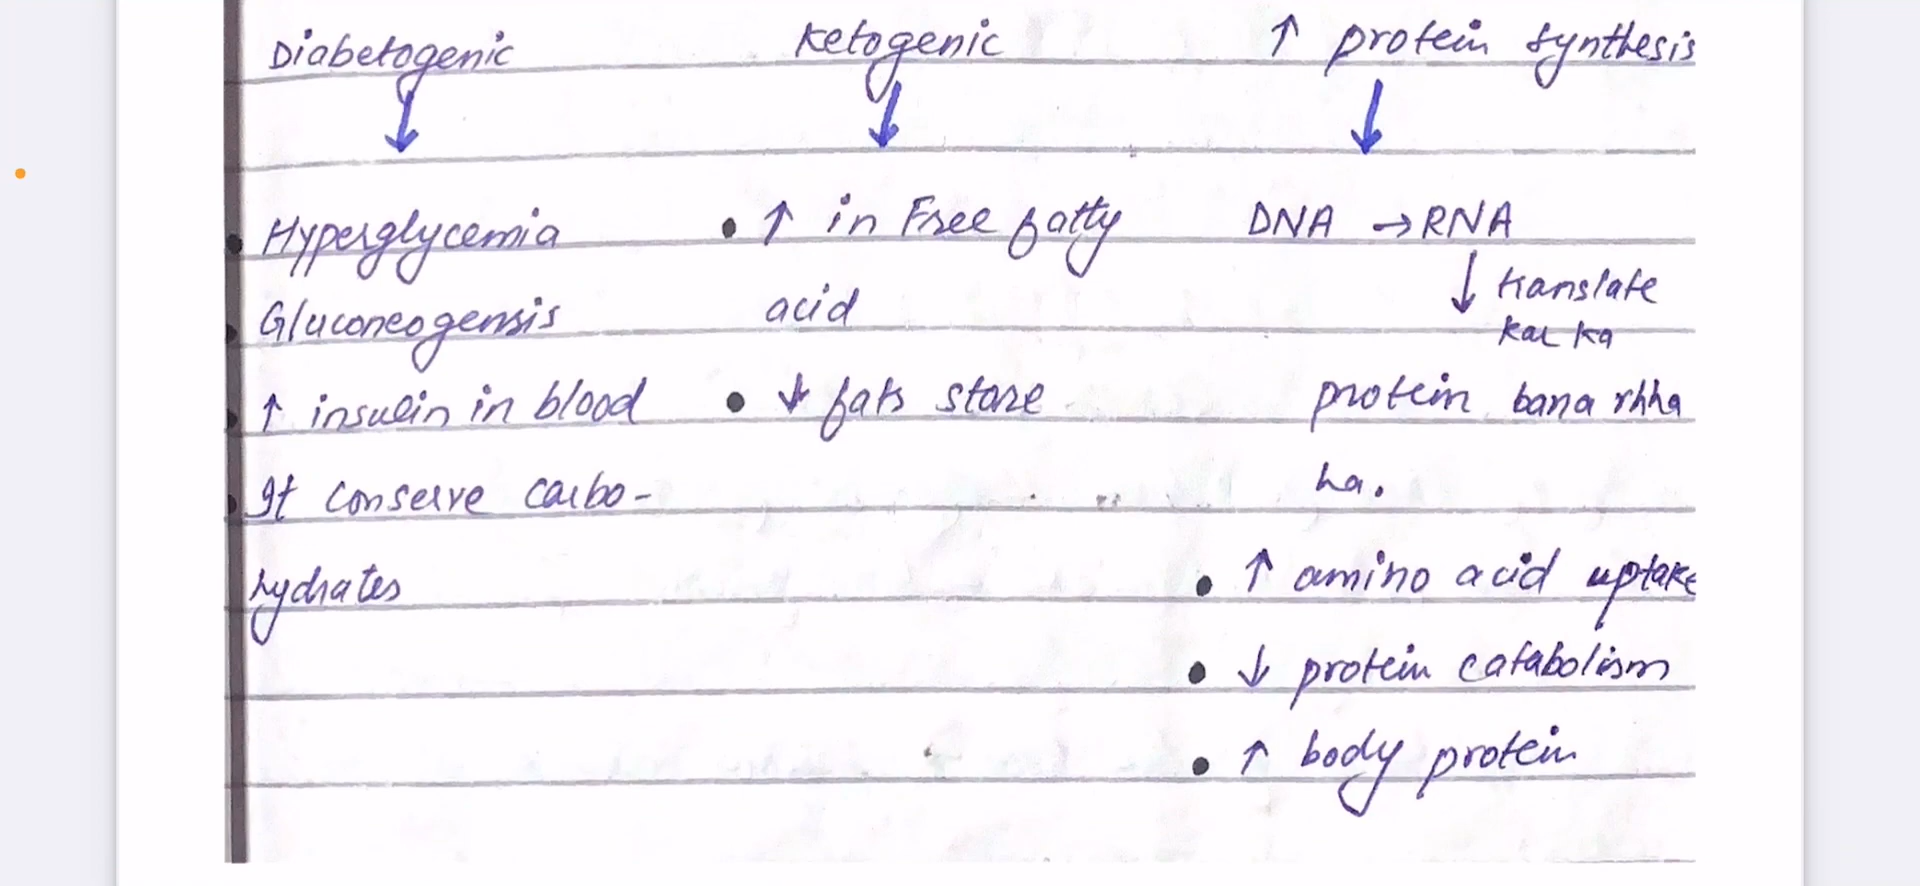 Diabetogenic Ketogenic ↑ protein synthesis
↓ ↓ ↓
• Hyperglycemia • ↑ in Free fatty DNA → RNA
• Gluconeogensis acid ↓ translate
kar ka
• ↑ insulin in blood • ↓ fats store protein bana rhha
• It conserve carbo- ha.
hydrates • ↑ amino acid uptake
• ↓ protein catabolism
• ↑ body protein